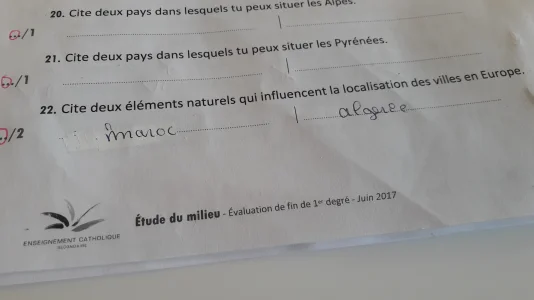 20. Cite deux pays dans lesquels tu peux situer les Alpes.
/1
21. Cite deux pays dans lesquels tu peux situer les Pyrénées.
/1
22. Cite deux éléments naturels qui influencent la localisation des villes en Europe.
/2 maroc algerie
Étude du milieu - Évaluation de fin de 1er degré - Juin 2017
ENSEIGNEMENT CATHOLIQUE
SECONDAIRE